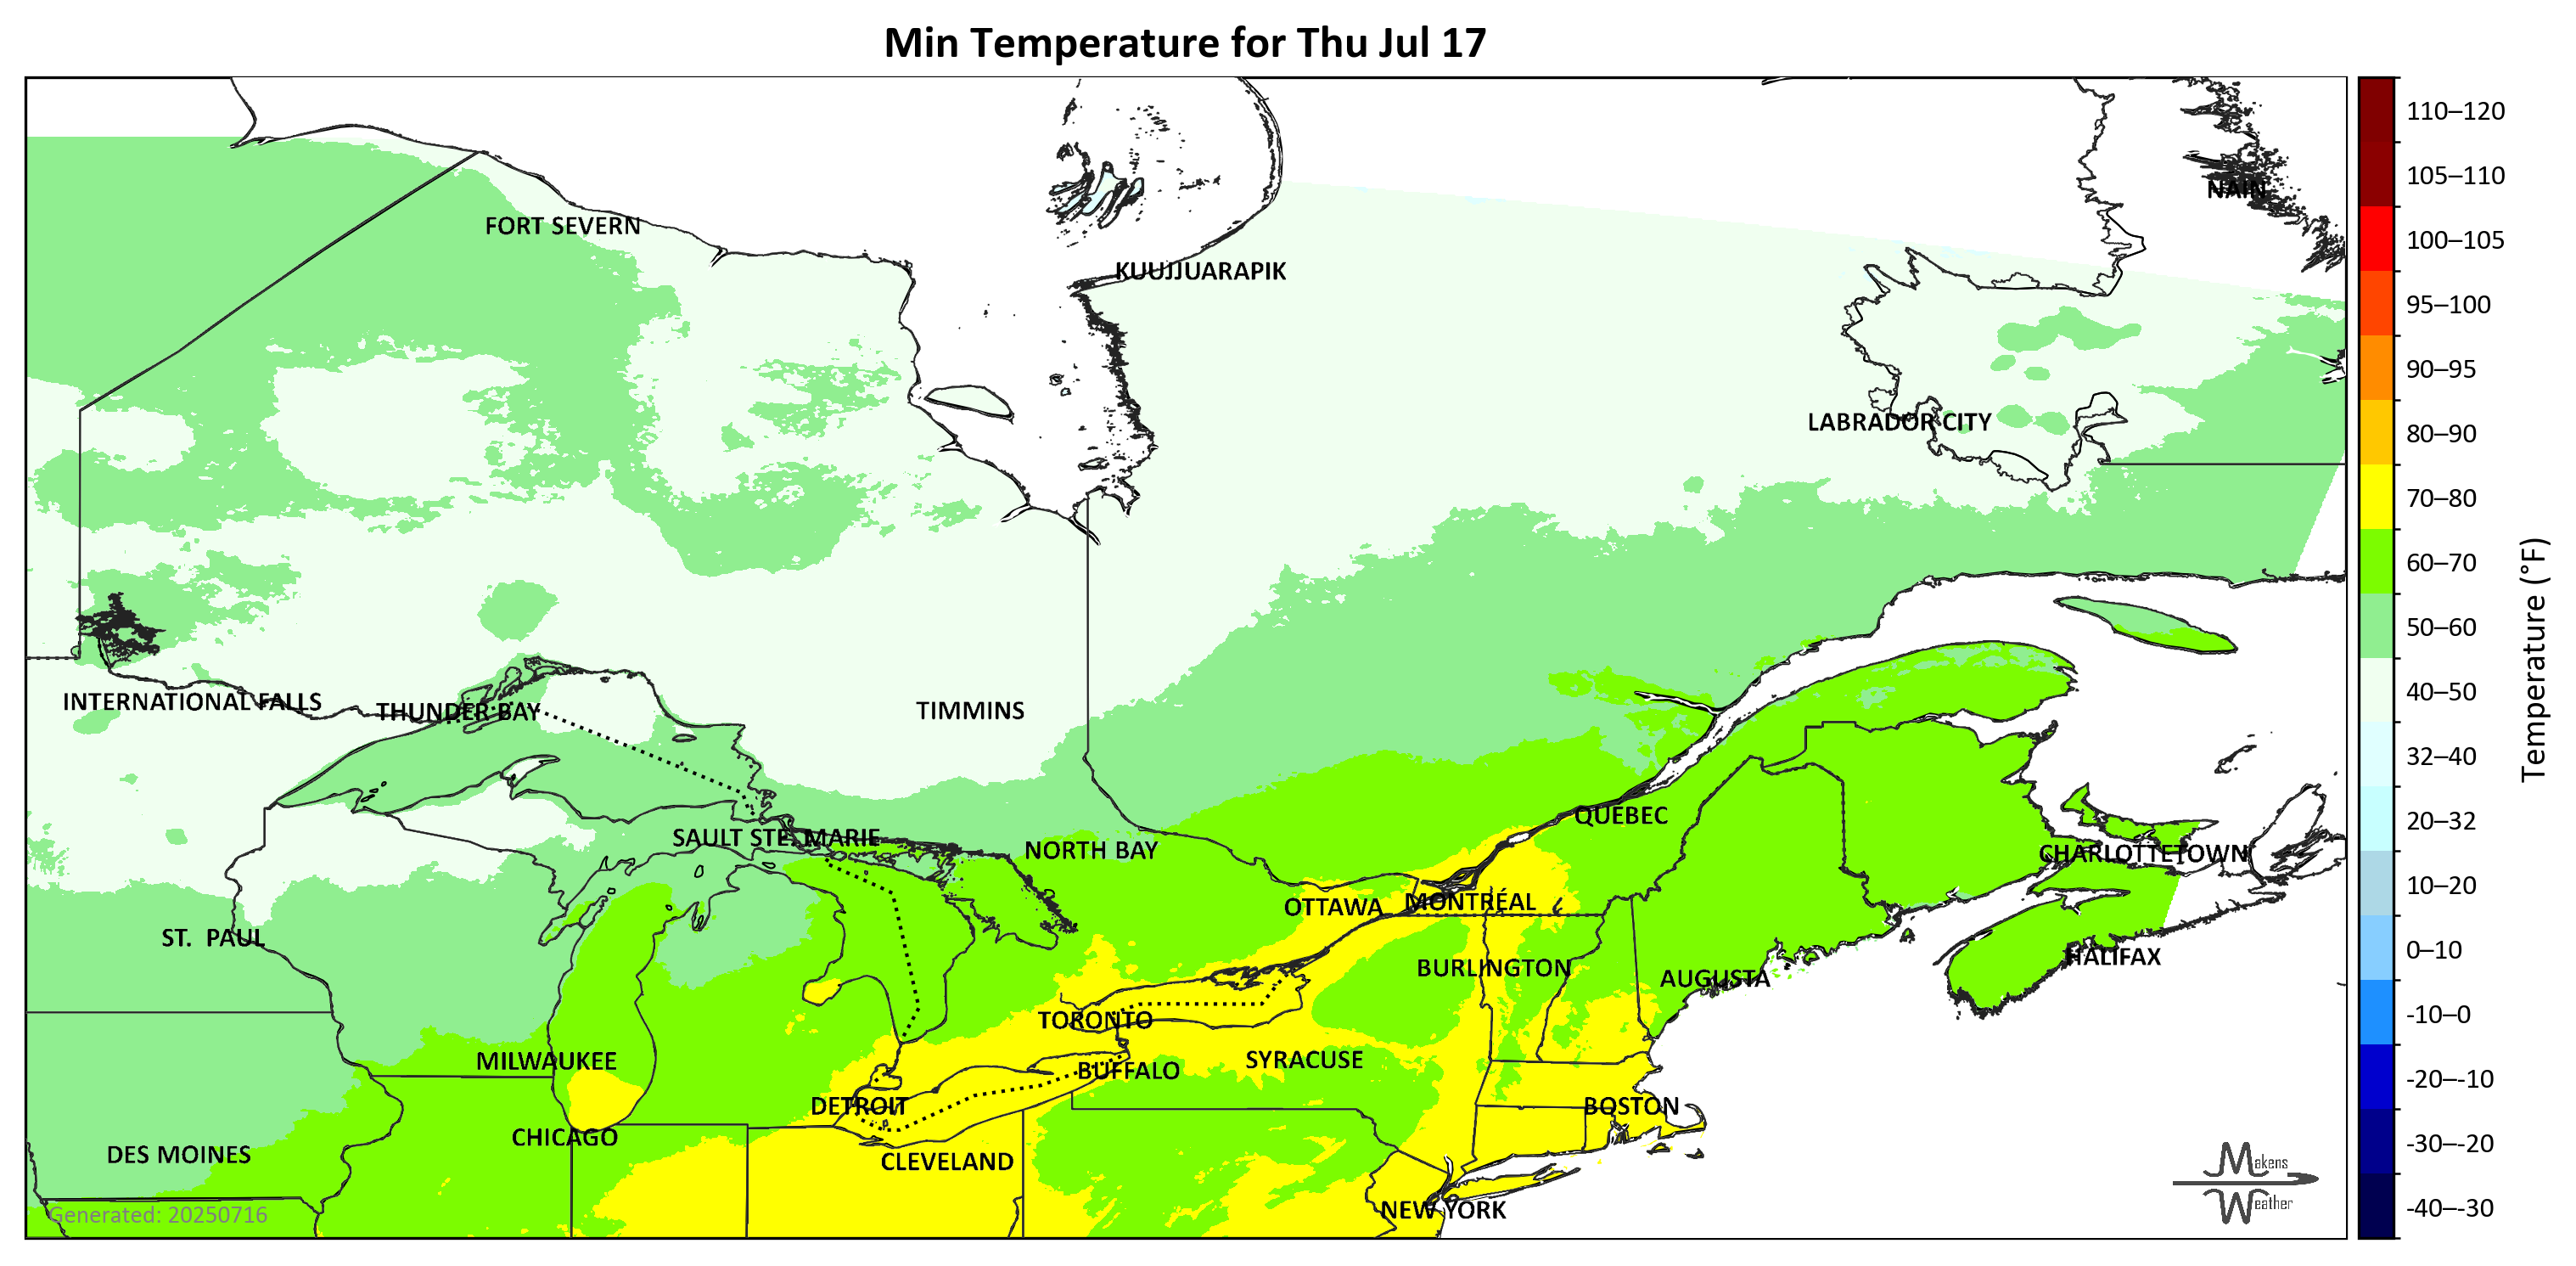 Min Temperature for Thu Jul 17
110–120
105–110
100–105
95–100
90–95
80–90
70–80
60–70
50–60
40–50
32–40
20–32
10–20
0–10
-10–0
-20–-10
-30–-20
-40–-30
Temperature (°F)
NAIN
FORT SEVERN
KUUJJUARAPIK
LABRADOR CITY
INTERNATIONAL FALLS
THUNDER BAY
TIMMINS
QUÉBEC
SAULT STE. MARIE
NORTH BAY
CHARLOTTETOWN
OTTAWA
MONTRÉAL
ST. PAUL
HALIFAX
BURLINGTON
AUGUSTA
TORONTO
MILWAUKEE
SYRACUSE
BUFFALO
DETROIT
BOSTON
CHICAGO
DES MOINES
CLEVELAND
NEW YORK
Generated: 20250716
Makens
Weather